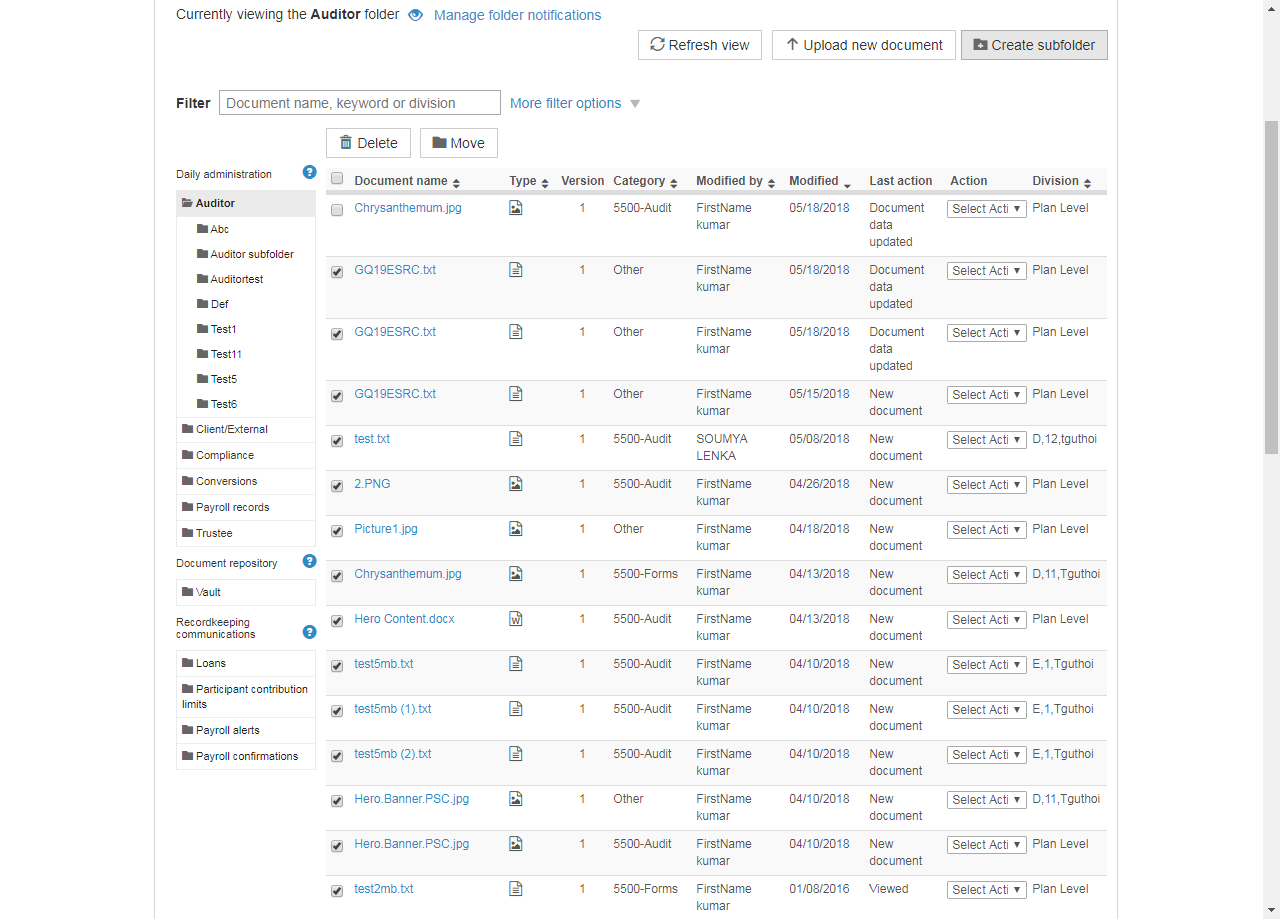 Currently viewing the Auditor folder Manage folder notifications
Refresh view Upload new document Create subfolder
Filter Document name, keyword or division More filter options
Delete Move
Daily administration
Auditor
Abc
Auditor subfolder
Auditortest
Def
Test1
Test11
Test5
Test6
Client/External
Compliance
Conversions
Payroll records
Trustee
Document repository
Vault
Recordkeeping
communications
Loans
Participant contribution
limits
Payroll alerts
Payroll confirmations
Document name Type Version Category Modified by Modified Last action Action Division
Chrysanthemum.jpg 1 5500-Audit FirstName 05/18/2018 Document Select Acti Plan Level
kumar data
updated
GQ19ESRC.txt 1 Other FirstName 05/18/2018 Document Select Acti Plan Level
kumar data
updated
GQ19ESRC.txt 1 Other FirstName 05/18/2018 Document Select Acti Plan Level
kumar data
updated
GQ19ESRC.txt 1 Other FirstName 05/15/2018 New Select Acti Plan Level
kumar document
test.txt 1 5500-Audit SOUMYA 05/08/2018 New Select Acti D,12,tguthoi
LENKA document
2.PNG 1 5500-Audit FirstName 04/26/2018 New Select Acti Plan Level
kumar document
Picture1.jpg 1 Other FirstName 04/18/2018 New Select Acti Plan Level
kumar document
Chrysanthemum.jpg 1 5500-Forms FirstName 04/13/2018 New Select Acti D,11,Tguthoi
kumar document
Hero Content.docx W 1 5500-Audit FirstName 04/13/2018 New Select Acti Plan Level
kumar document
test5mb.txt 1 5500-Audit FirstName 04/10/2018 New Select Acti E,1,Tguthoi
kumar document
test5mb (1).txt 1 5500-Audit FirstName 04/10/2018 New Select Acti E,1,Tguthoi
kumar document
test5mb (2).txt 1 5500-Audit FirstName 04/10/2018 New Select Acti E,1,Tguthoi
kumar document
Hero.Banner.PSC.jpg 1 Other FirstName 04/10/2018 New Select Acti D,11,Tguthoi
kumar document
Hero.Banner.PSC.jpg 1 5500-Audit FirstName 04/10/2018 New Select Acti Plan Level
kumar document
test2mb.txt 1 5500-Forms FirstName 01/08/2016 Viewed Select Acti Plan Level
kumar